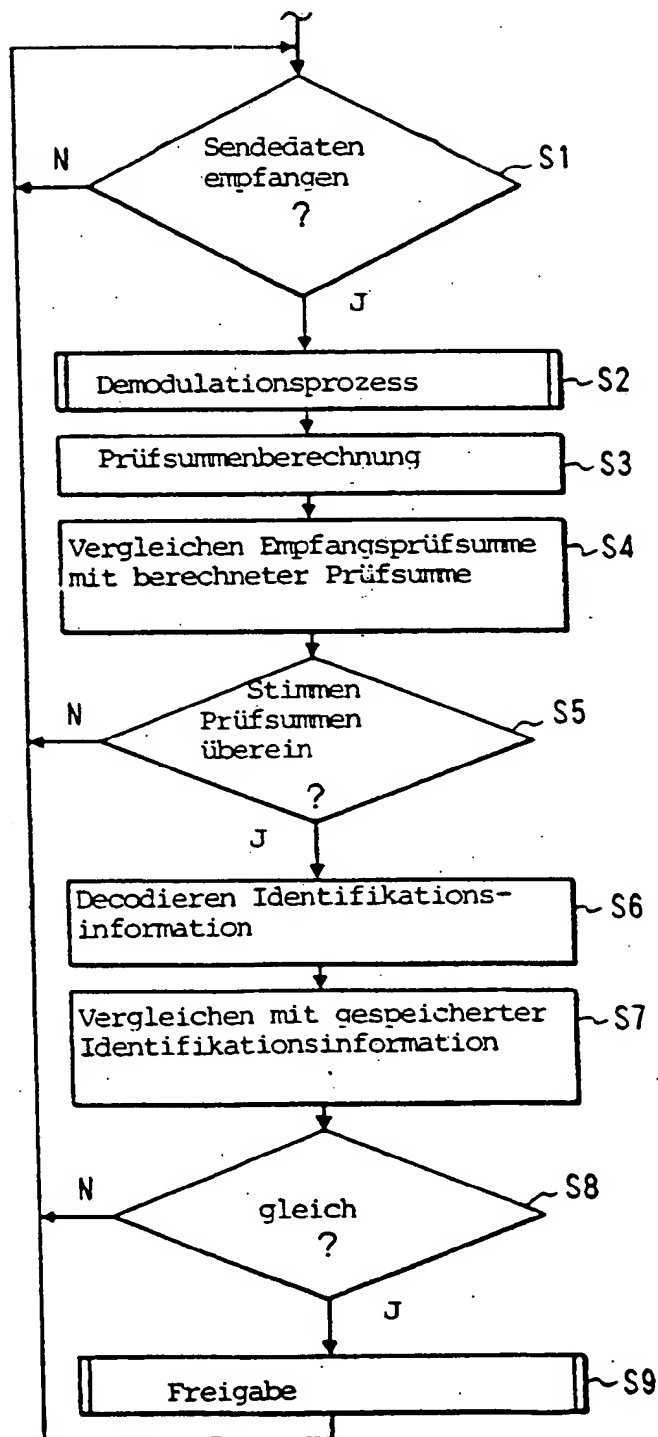 Sendedaten
empfangen
?
N
S1
J
Demodulationsprozess
S2
Prüfsummenberechnung
S3
Vergleichen Empfangsprüfsumme
mit berechneter Prüfsumme
S4
Stimmen
Prüfsummen
überein
?
N
S5
J
Decodieren Identifikations-
information
S6
Vergleichen mit gespeicherter
Identifikationsinformation
S7
gleich
?
N
S8
J
Freigabe
S9